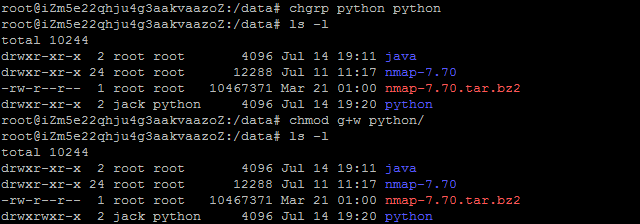 root@iZm5e22qhju4g3aakvaazoZ:/data# chgrp python python
root@iZm5e22qhju4g3aakvaazoZ:/data# ls -l
total 10244
drwxr-xr-x  2 root root       4096 Jul 14 19:11 java
drwxr-xr-x 24 root root      12288 Jul 11 11:17 nmap-7.70
-rw-r--r--  1 root root   10467371 Mar 21 01:00 nmap-7.70.tar.bz2
drwxr-xr-x  2 jack python     4096 Jul 14 19:20 python
root@iZm5e22qhju4g3aakvaazoZ:/data# chmod g+w python/
root@iZm5e22qhju4g3aakvaazoZ:/data# ls -l
total 10244
drwxr-xr-x  2 root root       4096 Jul 14 19:11 java
drwxr-xr-x 24 root root      12288 Jul 11 11:17 nmap-7.70
-rw-r--r--  1 root root   10467371 Mar 21 01:00 nmap-7.70.tar.bz2
drwxrwxr-x  2 jack python     4096 Jul 14 19:20 python